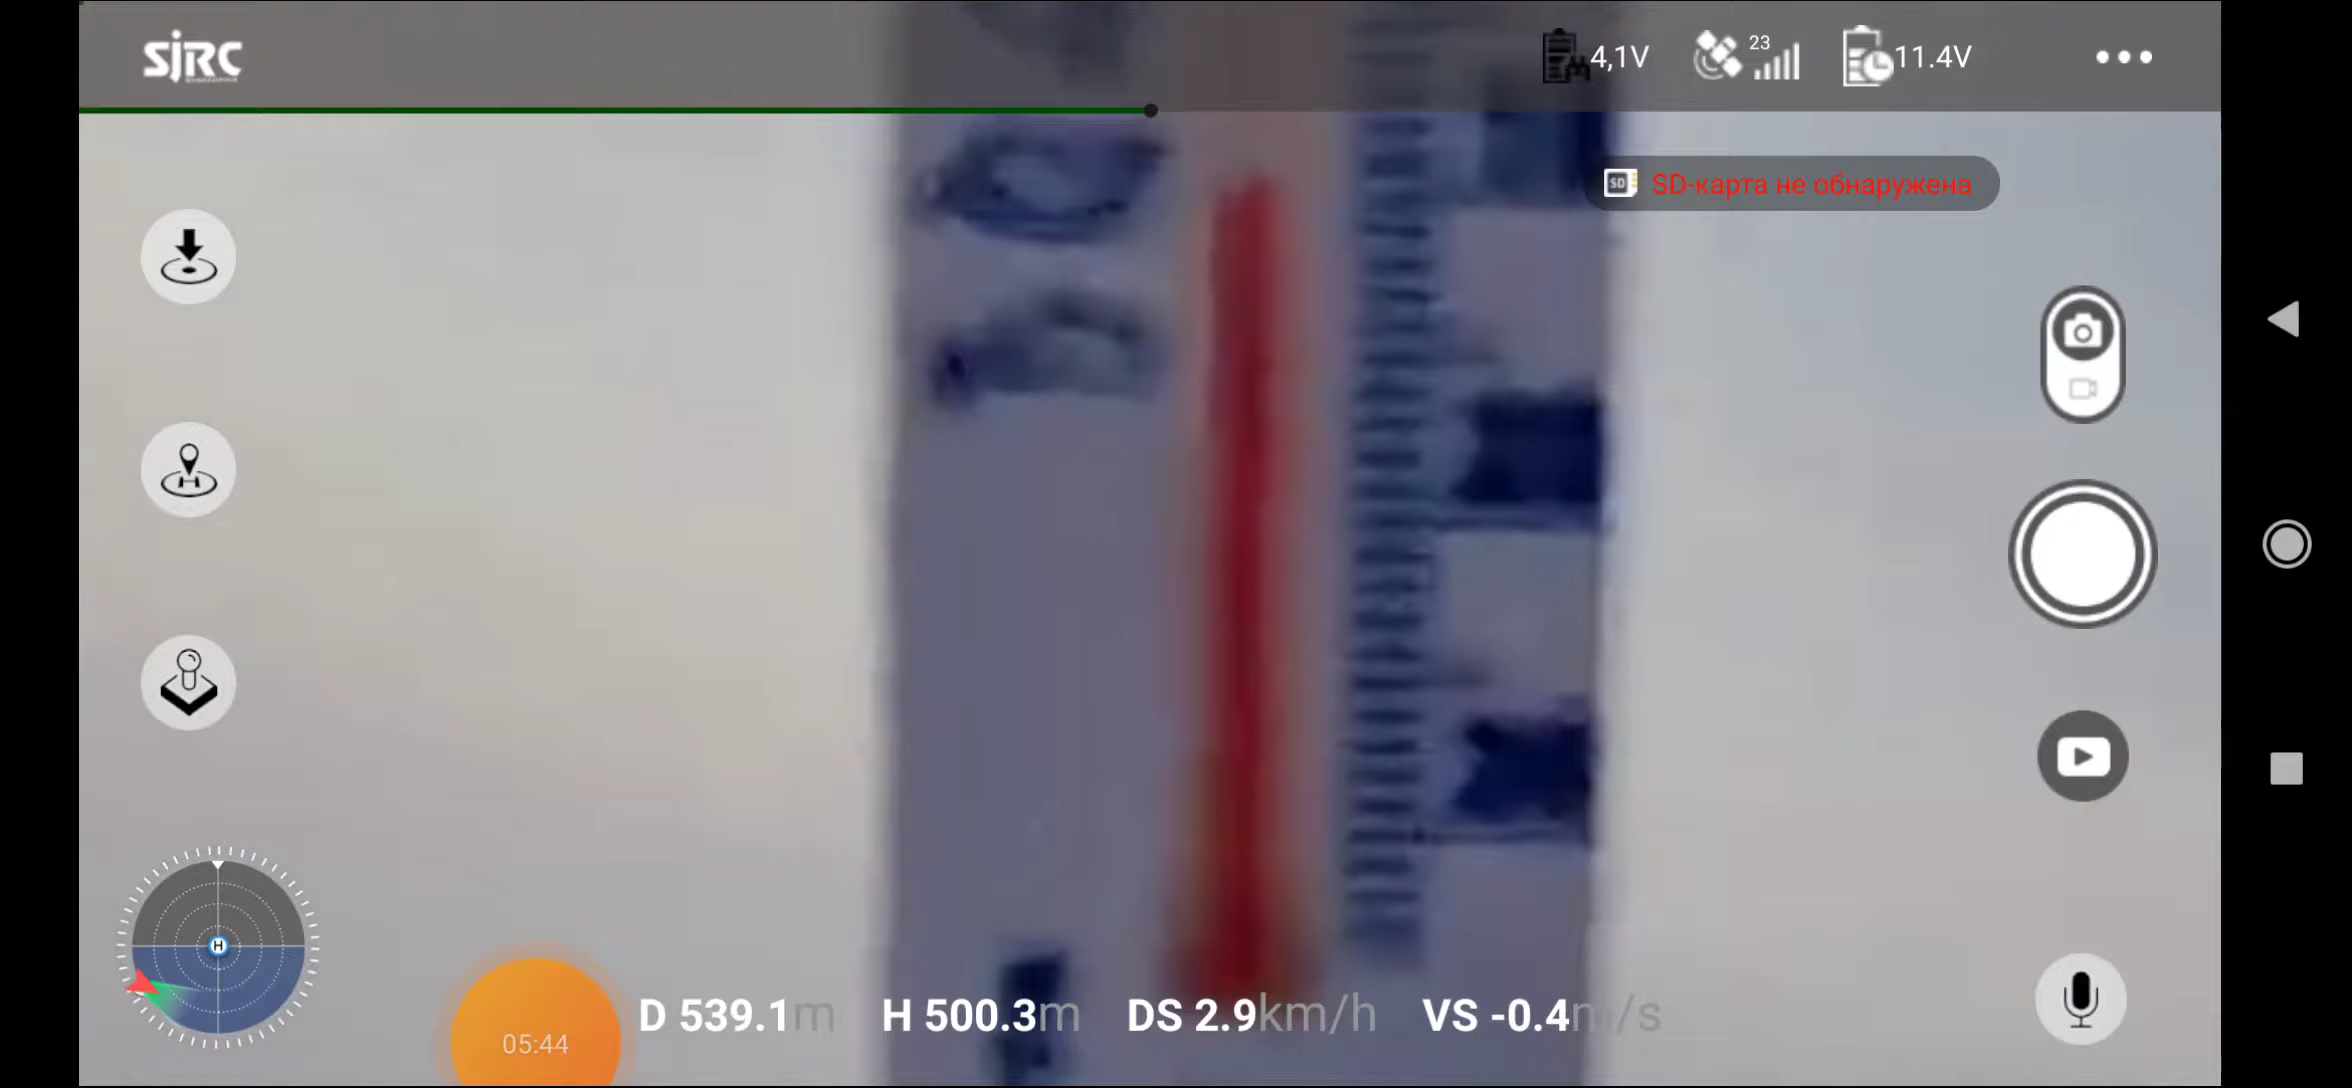 SJRC
4,1V
23
11.4V
SD
SD-карта не обнаружена
H
05:44
D 539.1m H 500.3m DS 2.9km/h VS -0.4m/s